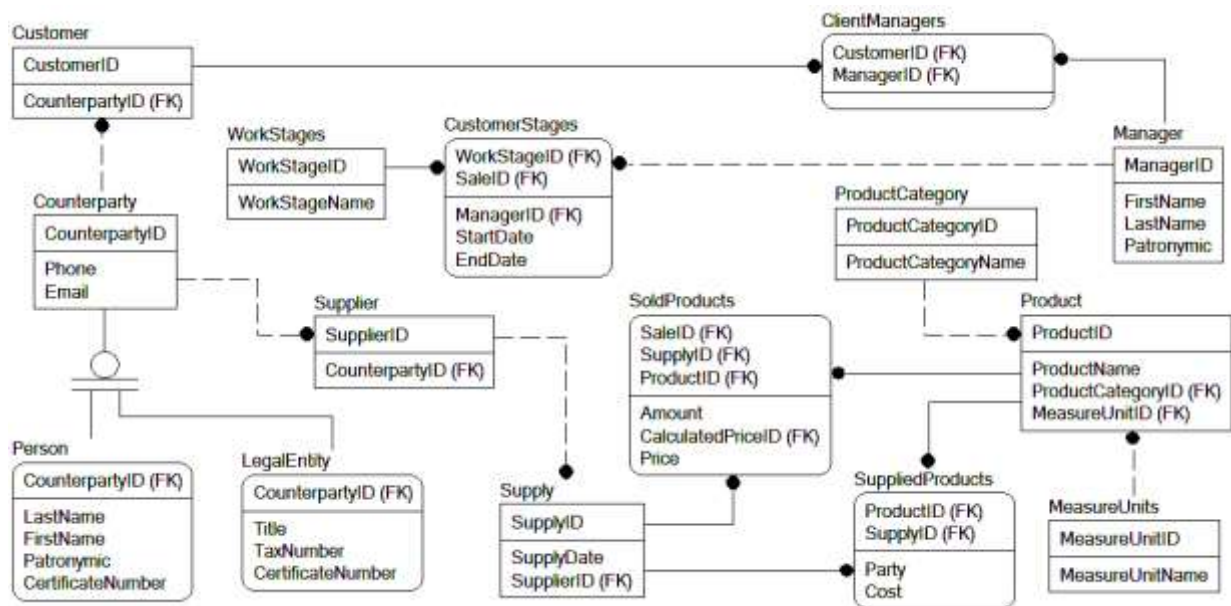 Customer
CustomerID
CounterpartyID (FK)
ClientManagers
CustomerID (FK)
ManagerID (FK)
WorkStages
WorkStageID
WorkStageName
CustomerStages
WorkStageID (FK)
SaleID (FK)
ManagerID (FK)
StartDate
EndDate
Manager
ManagerID
FirstName
LastName
Patronymic
Counterparty
CounterpartyID
Phone
Email
ProductCategory
ProductCategoryID
ProductCategoryName
Supplier
SupplierID
CounterpartyID (FK)
SoldProducts
SaleID (FK)
SupplyID (FK)
ProductID (FK)
Amount
CalculatedPriceID (FK)
Price
Product
ProductID
ProductName
ProductCategoryID (FK)
MeasureUnitID (FK)
Person
CounterpartyID (FK)
LastName
FirstName
Patronymic
CertificateNumber
LegalEntity
CounterpartyID (FK)
Title
TaxNumber
CertificateNumber
Supply
SupplyID
SupplyDate
SupplierID (FK)
SuppliedProducts
ProductID (FK)
SupplyID (FK)
Party
Cost
MeasureUnits
MeasureUnitID
MeasureUnitName